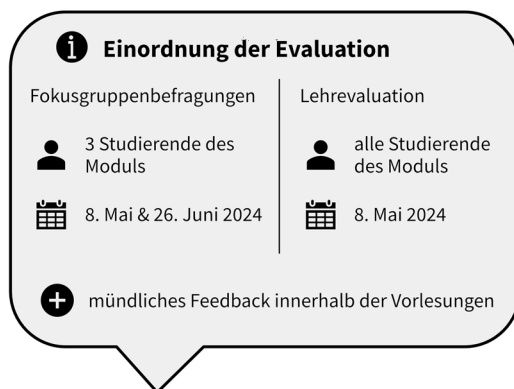 Einordnung der Evaluation
Fokusgruppenbefragungen
3 Studierende des
Moduls
8. Mai & 26. Juni 2024
Lehrevaluation
alle Studierende
des Moduls
8. Mai 2024
mündliches Feedback innerhalb der Vorlesungen